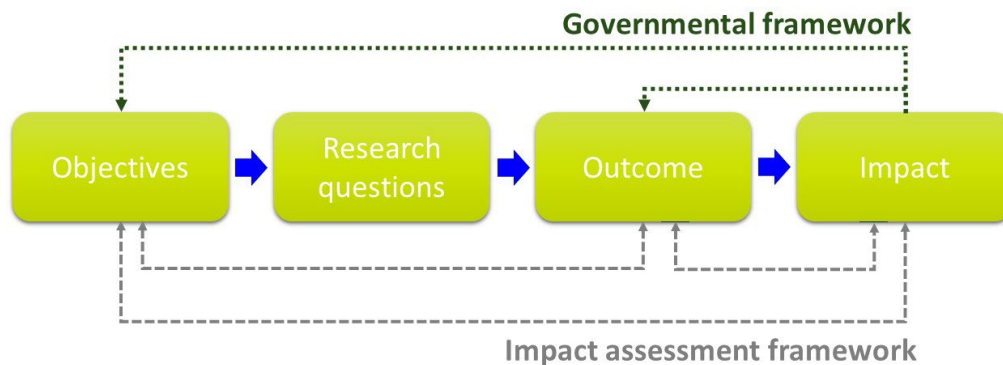 Governmental framework
Objectives
Research
questions
Outcome
Impact
Impact assessment framework